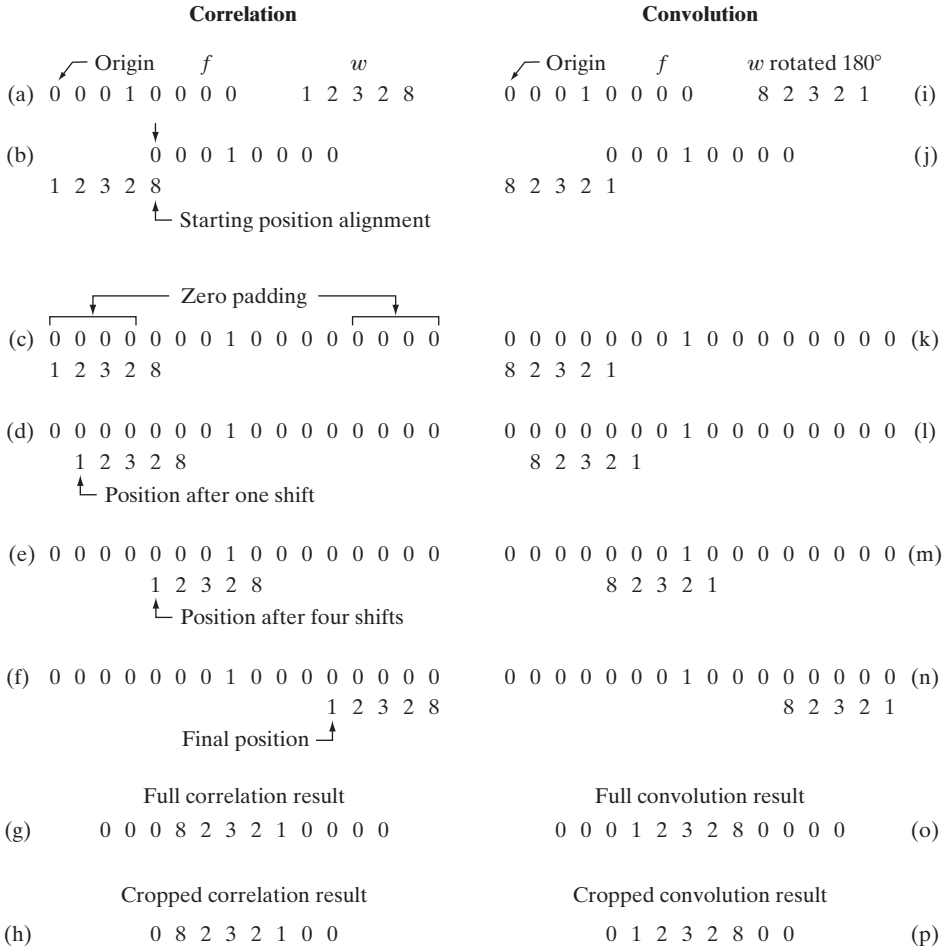 Correlation Convolution
Origin f w Origin f w rotated 180°
(a) 0 0 0 1 0 0 0 0 1 2 3 2 8 0 0 0 1 0 0 0 0 8 2 3 2 1 (i)
(b) 0 0 0 1 0 0 0 0 0 0 0 1 0 0 0 0 (j)
1 2 3 2 8 8 2 3 2 1
Starting position alignment
Zero padding
(c) 0 0 0 0 0 0 0 1 0 0 0 0 0 0 0 0 0 0 0 0 0 0 0 1 0 0 0 0 0 0 0 0 (k)
1 2 3 2 8 8 2 3 2 1
(d) 0 0 0 0 0 0 0 1 0 0 0 0 0 0 0 0 0 0 0 0 0 0 0 1 0 0 0 0 0 0 0 0 (l)
1 2 3 2 8 8 2 3 2 1
Position after one shift
(e) 0 0 0 0 0 0 0 1 0 0 0 0 0 0 0 0 0 0 0 0 0 0 0 1 0 0 0 0 0 0 0 0 (m)
1 2 3 2 8 8 2 3 2 1
Position after four shifts
(f) 0 0 0 0 0 0 0 1 0 0 0 0 0 0 0 0 0 0 0 0 0 0 0 1 0 0 0 0 0 0 0 0 (n)
1 2 3 2 8 8 2 3 2 1
Final position
Full correlation result Full convolution result
(g) 0 0 0 8 2 3 2 1 0 0 0 0 0 0 0 1 2 3 2 8 0 0 0 0 (o)
Cropped correlation result Cropped convolution result
(h) 0 8 2 3 2 1 0 0 0 1 2 3 2 8 0 0 (p)